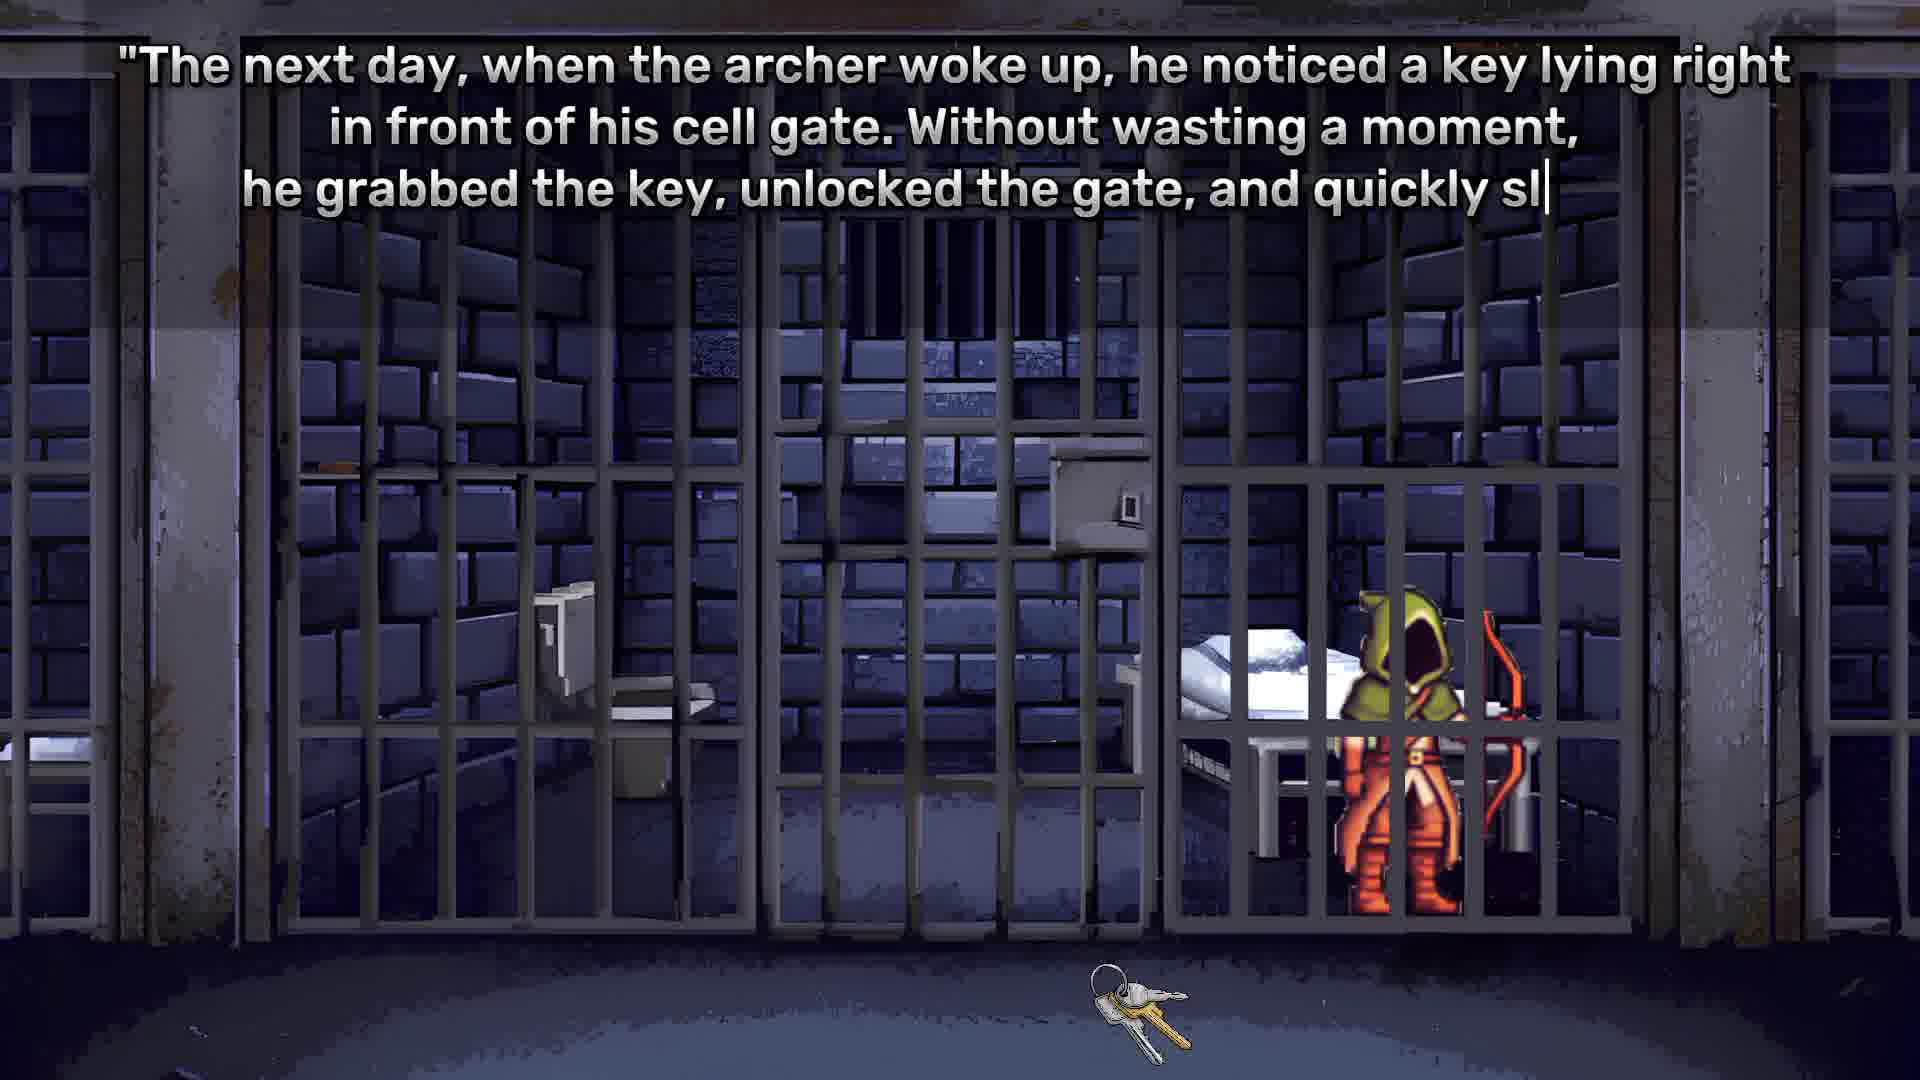 "The next day, when the archer woke up, he noticed a key lying right
in front of his cell gate. Without wasting a moment,
he grabbed the key, unlocked the gate, and quickly sl